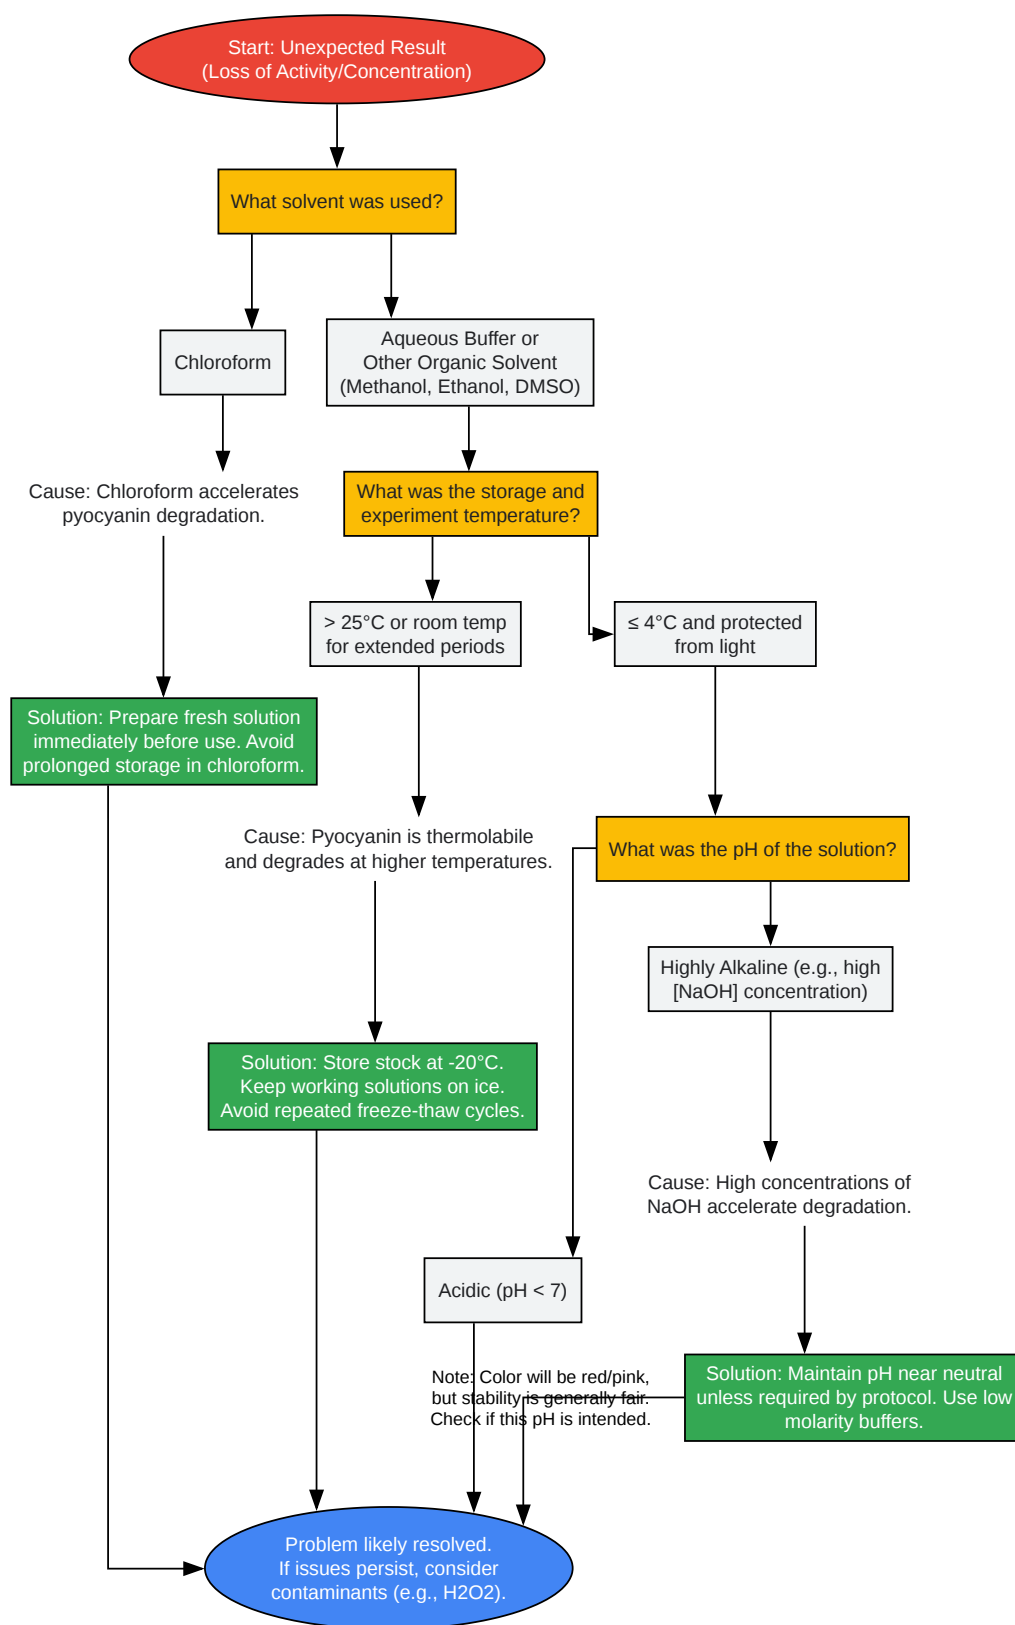 Start: Unexpected Result
(Loss of Activity/Concentration)
What solvent was used?
Chloroform
Aqueous Buffer or
Other Organic Solvent
(Methanol, Ethanol, DMSO)
Cause: Chloroform accelerates
pyocyanin degradation.
What was the storage and
experiment temperature?
> 25°C or room temp
for extended periods
≤ 4°C and protected
from light
Solution: Prepare fresh solution
immediately before use. Avoid
prolonged storage in chloroform.
Cause: Pyocyanin is thermolabile
and degrades at higher temperatures.
What was the pH of the solution?
Highly Alkaline (e.g., high
[NaOH] concentration)
Solution: Store stock at -20°C.
Keep working solutions on ice.
Avoid repeated freeze-thaw cycles.
Cause: High concentrations of
NaOH accelerate degradation.
Acidic (pH < 7)
Note: Color will be red/pink,
but stability is generally fair.
Check if this pH is intended.
Solution: Maintain pH near neutral
unless required by protocol. Use low
molarity buffers.
Problem likely resolved.
If issues persist, consider
contaminants (e.g., H2O2).